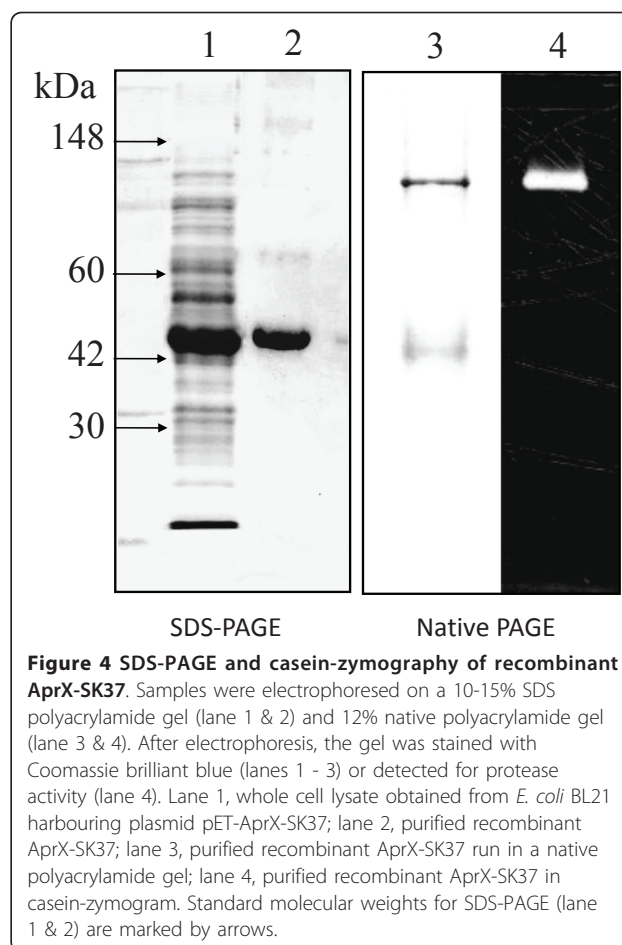 1 2 3 4
kDa
148
60
42
30
SDS-PAGE Native PAGE
Figure 4 SDS-PAGE and casein-zymography of recombinant
AprX-SK37. Samples were electrophoresed on a 10-15% SDS
polyacrylamide gel (lane 1 & 2) and 12% native polyacrylamide gel
(lane 3 & 4). After electrophoresis, the gel was stained with
Coomassie brilliant blue (lanes 1 - 3) or detected for protease
activity (lane 4). Lane 1, whole cell lysate obtained from E. coli BL21
harbouring plasmid pET-AprX-SK37; lane 2, purified recombinant
AprX-SK37; lane 3, purified recombinant AprX-SK37 run in a native
polyacrylamide gel; lane 4, purified recombinant AprX-SK37 in
casein-zymogram. Standard molecular weights for SDS-PAGE (lane
1 & 2) are marked by arrows.